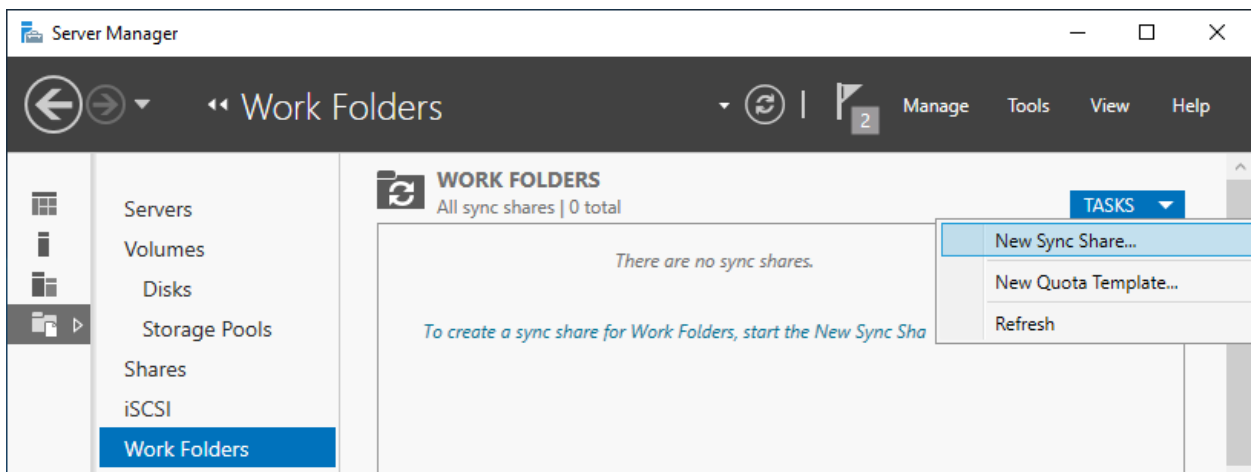 Server Manager
Work Folders
2
Manage Tools View Help
Servers
Volumes
Disks
Storage Pools
Shares
iSCSI
Work Folders
WORK FOLDERS
All sync shares | 0 total
TASKS
New Sync Share...
New Quota Template...
Refresh
There are no sync shares.
To create a sync share for Work Folders, start the New Sync Sha